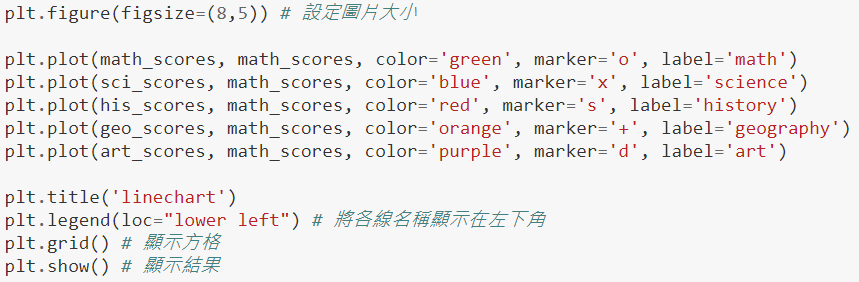 plt.figure(figsize=(8,5)) # 設定圖片大小
plt.plot(math_scores, math_scores, color='green', marker='o', label='math')
plt.plot(sci_scores, math_scores, color='blue', marker='x', label='science')
plt.plot(his_scores, math_scores, color='red', marker='s', label='history')
plt.plot(geo_scores, math_scores, color='orange', marker='+', label='geography')
plt.plot(art_scores, math_scores, color='purple', marker='d', label='art')
plt.title('linechart')
plt.legend(loc="lower left") # 將各線名稱顯示在左下角
plt.grid() # 顯示方格
plt.show() # 顯示結果